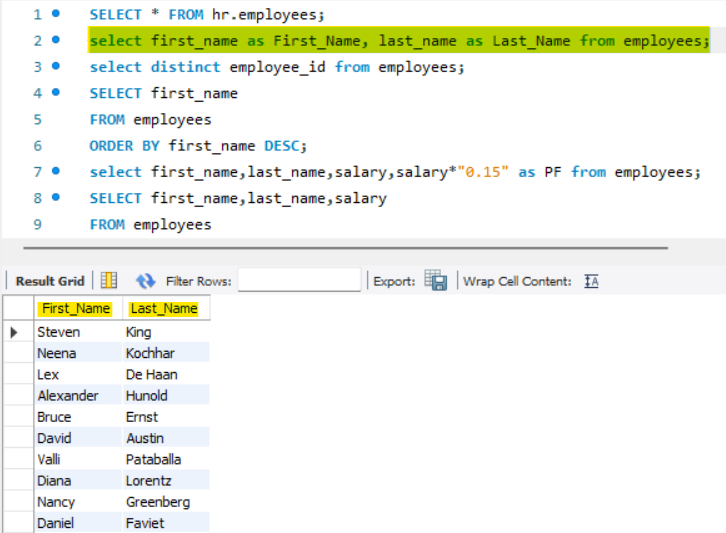 1 SELECT * FROM hr.employees;
2 select first_name as First_Name, last_name as Last_Name from employees;
3 select distinct employee_id from employees;
4 SELECT first_name
5 FROM employees
6 ORDER BY first_name DESC;
7 select first_name,last_name,salary,salary*"0.15" as PF from employees;
8 SELECT first_name,last_name,salary
9 FROM employees
Result Grid Filter Rows: Export: Wrap Cell Content: IA
First_Name Last_Name
Steven King
Neena Kochhar
Lex De Haan
Alexander Hunold
Bruce Ernst
David Austin
Valli Pataballa
Diana Lorentz
Nancy Greenberg
Daniel Faviet